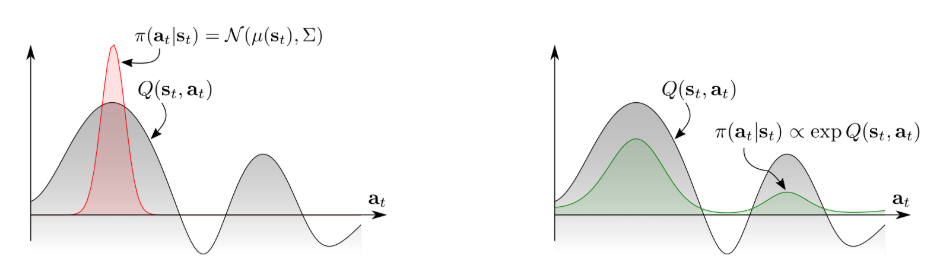 π(a_t|s_t) = 𝒩(μ(s_t), Σ)
Q(s_t, a_t)
a_t
Q(s_t, a_t)
π(a_t|s_t) ∝ exp Q(s_t, a_t)
a_t